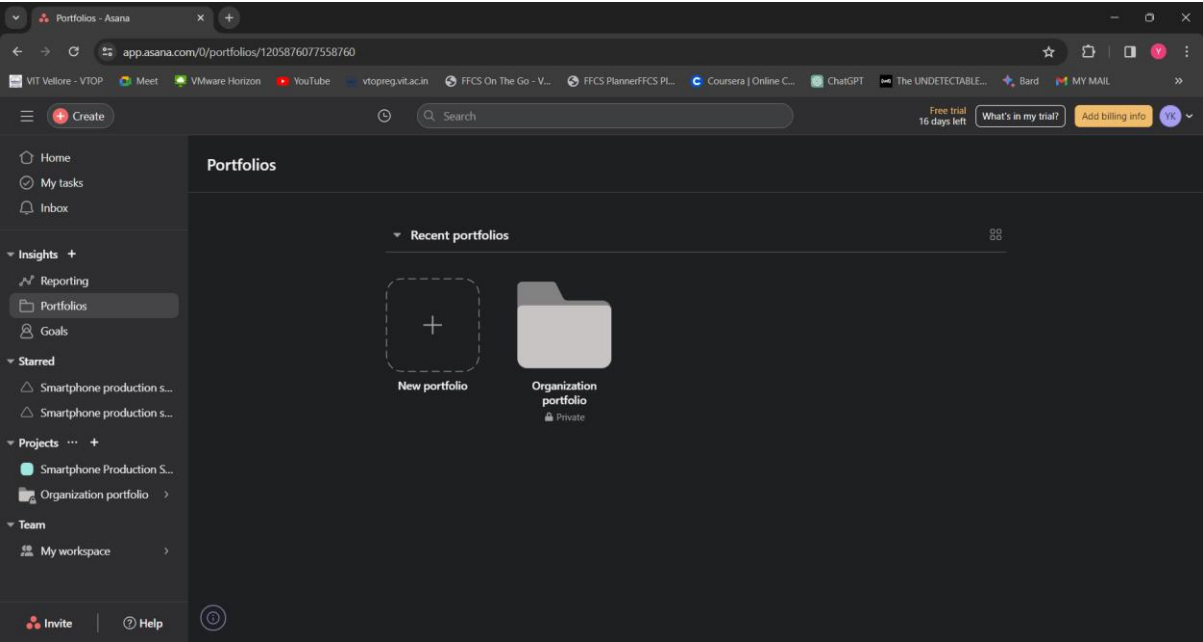 Portfolios - Asana
app.asana.com/0/portfolios/1205876077558760
VIT Vellore - VTOP Meet VMware Horizon YouTube vtopreg.vit.ac.in FFCS On The Go - V... FFCS PlannerFFCS Pl... Coursera | Online C... ChatGPT The UNDETECTABLE... Bard MY MAIL »
Create
Search
Free trial
16 days left
What's in my trial?
Add billing info
YK
Home
My tasks
Inbox
Insights +
Reporting
Portfolios
Goals
Starred
Smartphone production s...
Smartphone production s...
Projects ... +
Smartphone Production S...
Organization portfolio
Team
My workspace
Invite
Help
Portfolios
Recent portfolios
New portfolio
Organization
portfolio
Private